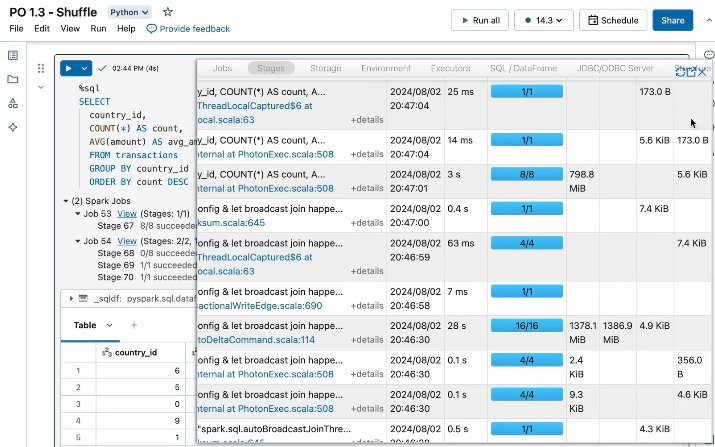 PO 1.3 - Shuffle Python
File Edit View Run Help Provide feedback
Run all 14.3 Schedule Share
02:44 PM (4s)
%sql
SELECT
country_id,
COUNT(*) AS count,
AVG(amount) AS avg_am
FROM transactions
GROUP BY country_id
ORDER BY count DESC
(2) Spark Jobs
Job 53 View (Stages: 1/1)
Stage 67 8/8 succeeded
Job 54 View (Stages: 2/2,
Stage 68 0/8 succeede
Stage 69 1/1 succeeded
Stage 70 1/1 succeeded
_sqldf: pyspark.sql.dataf
Table +
country_id
1 6
2 5
3 0
4 9
5 1
Jobs Stages Storage Environment Executors SQL / DataFrame JDBC/ODBC Server
y_id, COUNT(*) AS count, A... 2024/08/02 25 ms 1/1 173.0 B
ThreadLocalCaptured$6 at 20:47:04
ocal.scala:63 +details
y_id, COUNT(*) AS count, A... 2024/08/02 14 ms 1/1 5.6 KiB 173.0 B
nternal at PhotonExec.scala:508 +details 20:47:04
y_id, COUNT(*) AS count, A... 2024/08/02 3 s 8/8 798.8 5.6 KiB
nternal at PhotonExec.scala:508 +details 20:47:01 MiB
onfig & let broadcast join happe... 2024/08/02 0.4 s 1/1 7.4 KiB
ksum.scala:645 +details 20:47:00
onfig & let broadcast join happe... 2024/08/02 63 ms 4/4 7.4 KiB
ThreadLocalCaptured$6 at 20:46:59
ocal.scala:63 +details
onfig & let broadcast join happe... 2024/08/02 7 ms 1/1
actionalWriteEdge.scala:690 +details 20:46:58
onfig & let broadcast join happe... 2024/08/02 28 s 16/16 1378.1 1386.9 4.9 KiB
toDeltaCommand.scala:114 +details 20:46:30 MiB MiB
onfig & let broadcast join happe... 2024/08/02 0.1 s 4/4 2.4 356.0
nternal at PhotonExec.scala:508 +details 20:46:30 KiB B
onfig & let broadcast join happe... 2024/08/02 0.1 s 4/4 9.3 4.6 KiB
nternal at PhotonExec.scala:508 +details 20:46:30 KiB
"spark.sql.autoBroadcastJoinThre... 2024/08/02 0.5 s 1/1 4.3 KiB